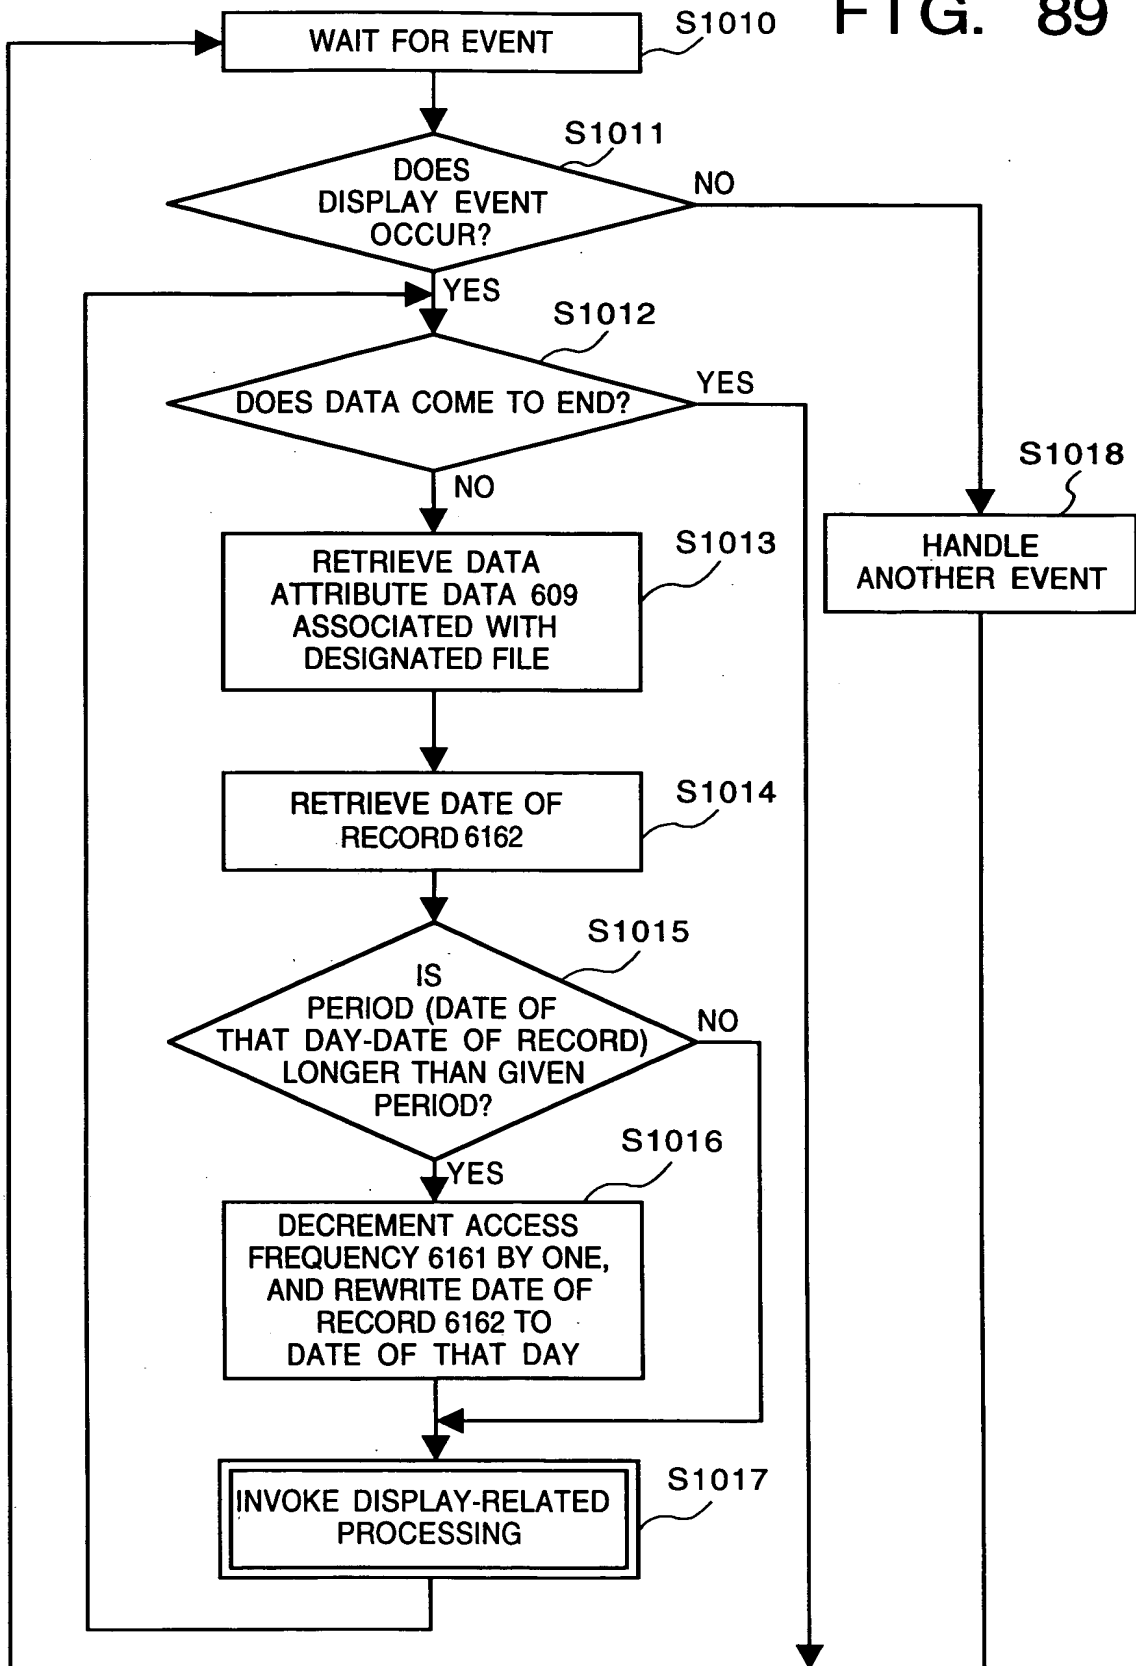 FIG. 89
WAIT FOR EVENT
S1010
S1011
DOES
DISPLAY EVENT
OCCUR?
NO
YES
S1012
DOES DATA COME TO END?
YES
NO
S1018
HANDLE
ANOTHER EVENT
S1013
RETRIEVE DATA
ATTRIBUTE DATA 609
ASSOCIATED WITH
DESIGNATED FILE
S1014
RETRIEVE DATE OF
RECORD 6162
S1015
IS
PERIOD (DATE OF
THAT DAY-DATE OF RECORD)
LONGER THAN GIVEN
PERIOD?
NO
YES
S1016
DECREMENT ACCESS
FREQUENCY 6161 BY ONE,
AND REWRITE DATE OF
RECORD 6162 TO
DATE OF THAT DAY
S1017
INVOKE DISPLAY-RELATED
PROCESSING